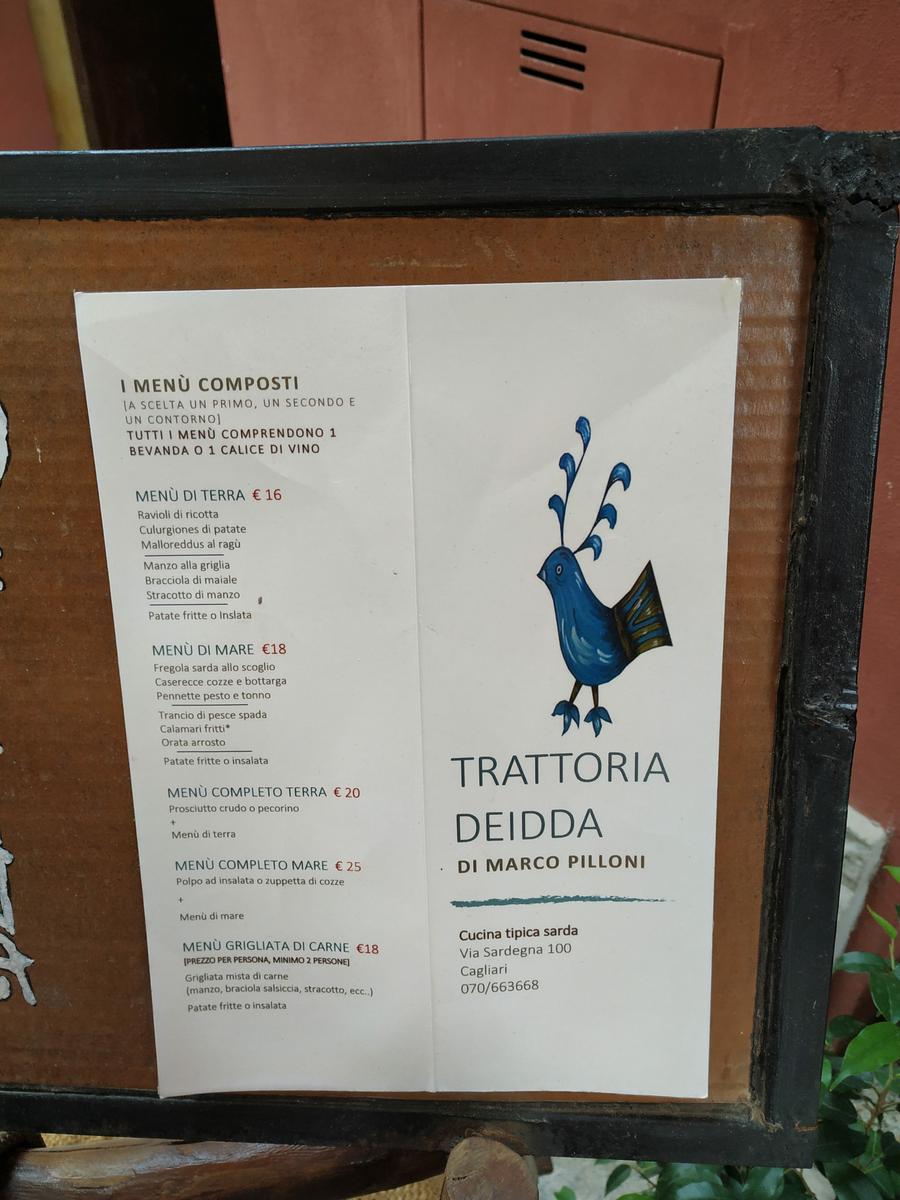 I MENÙ COMPOSTI
[A SCELTA UN PRIMO, UN SECONDO E
UN CONTORNO]
TUTTI I MENÙ COMPRENDONO 1
BEVANDA O 1 CALICE DI VINO
MENÙ DI TERRA € 16
Ravioli di ricotta
Culurgiones di patate
Malloreddus al ragù
Manzo alla griglia
Bracciola di maiale
Stracotto di manzo
Patate fritte o Inslata
MENÙ DI MARE €18
Fregola sarda allo scoglio
Caserecce cozze e bottarga
Pennette pesto e tonno
Trancio di pesce spada
Calamari fritti*
Orata arrosto
Patate fritte o insalata
MENÙ COMPLETO TERRA € 20
Prosciutto crudo o pecorino
+
Menù di terra
MENÙ COMPLETO MARE € 25
Polpo ad insalata o zuppetta di cozze
+
Menù di mare
MENÙ GRIGLIATA DI CARNE €18
[PREZZO PER PERSONA, MINIMO 2 PERSONE]
Grigliata mista di carne
(manzo, braciola salsiccia, stracotto, ecc..)
Patate fritte o insalata
TRATTORIA
DEIDDA
DI MARCO PILLONI
Cucina tipica sarda
Via Sardegna 100
Cagliari
070/663668